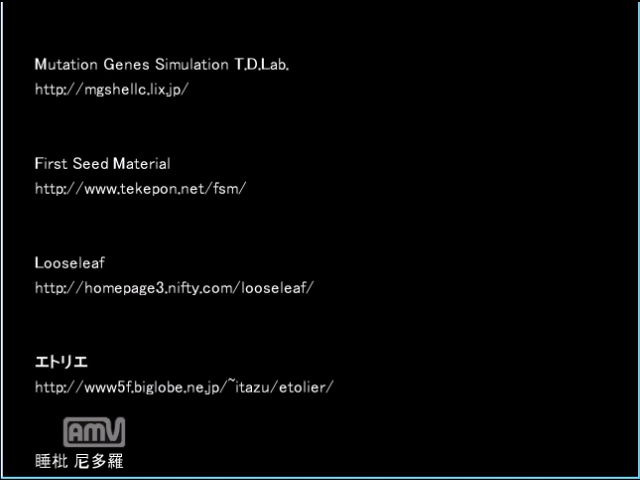 Mutation Genes Simulation T.D.Lab.
http://mgshellc.lix.jp/
First Seed Material
http://www.tekepon.net/fsm/
Looseleaf
http://homepage3.nifty.com/looseleaf/
エトリエ
http://www5f.biglobe.ne.jp/~itazu/etolier/
AMV
睡枇 尼多羅